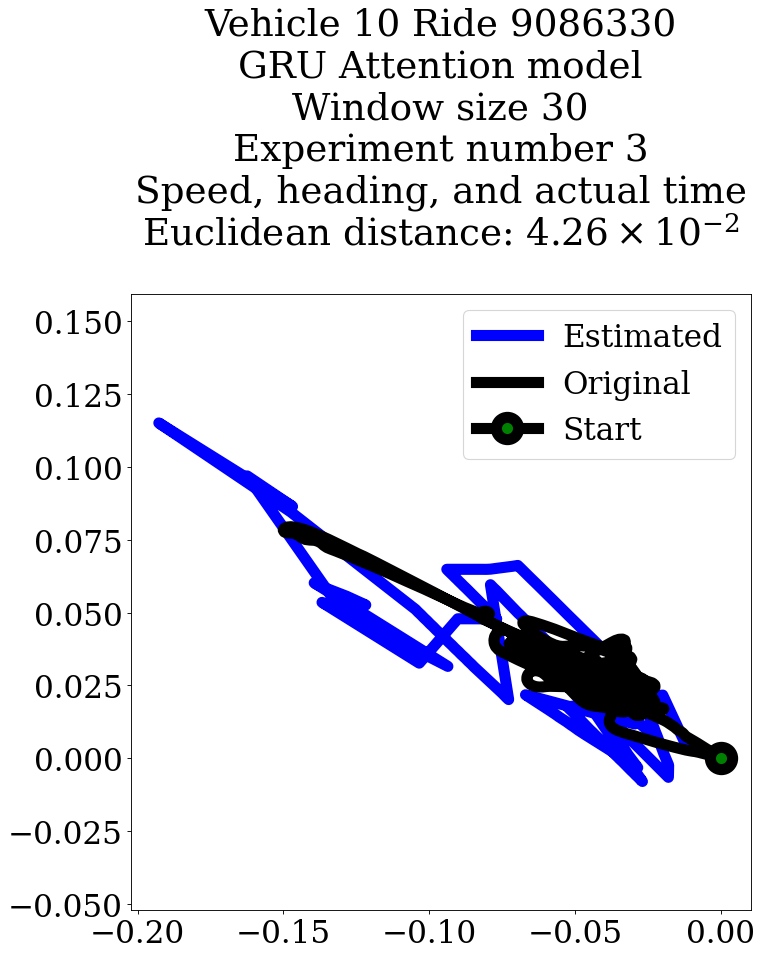 Vehicle 10 Ride 9086330
GRU Attention model
Window size 30
Experiment number 3
Speed, heading, and actual time
Euclidean distance: 4.26 × 10⁻²
Estimated
Original
Start
0.150
0.125
0.100
0.075
0.050
0.025
0.000
−0.025
−0.050
−0.20 −0.15 −0.10 −0.05 0.00